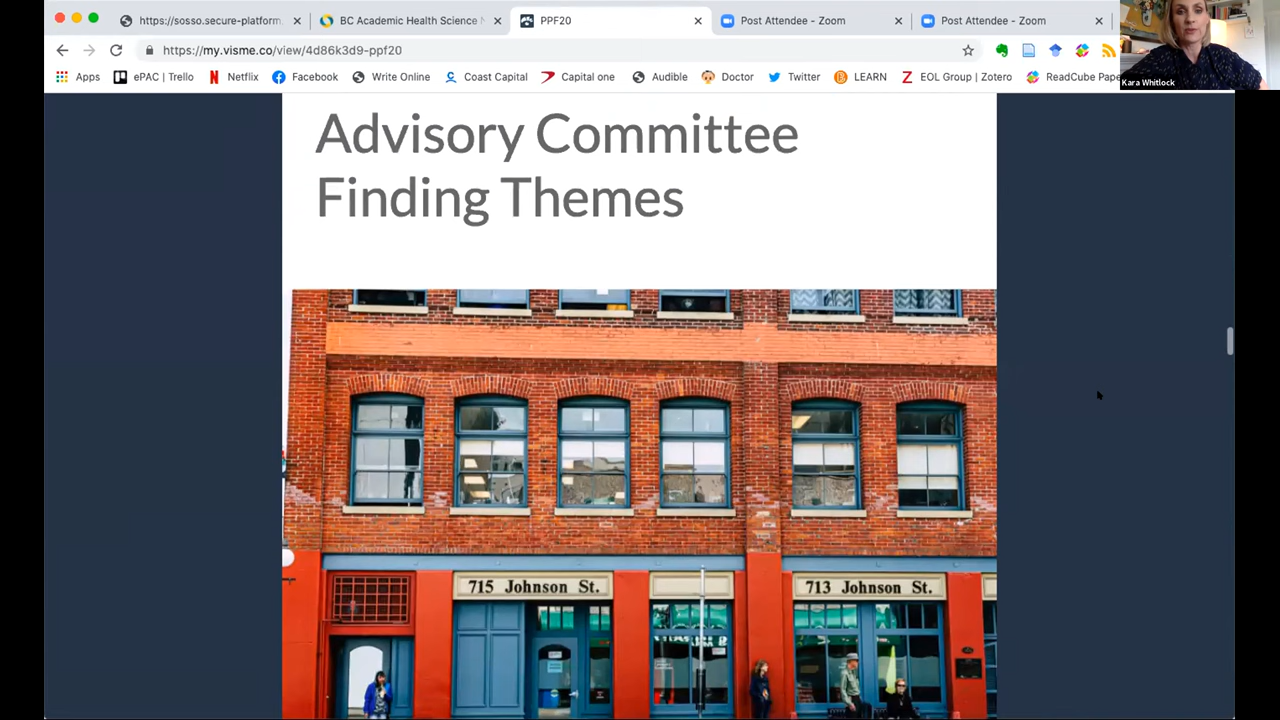 https://sosso.secure-platform.
BC Academic Health Science N
PPF20
Post Attendee - Zoom
Post Attendee - Zoom
https://my.visme.co/view/4d86k3d9-ppf20
Apps
ePAC | Trello
Netflix
Facebook
Write Online
Coast Capital
Capital one
Audible
Doctor
Twitter
LEARN
EOL Group | Zotero
ReadCube Pape
Kara Whitlock
Advisory Committee
Finding Themes
715 Johnson St.
713 Johnson St.